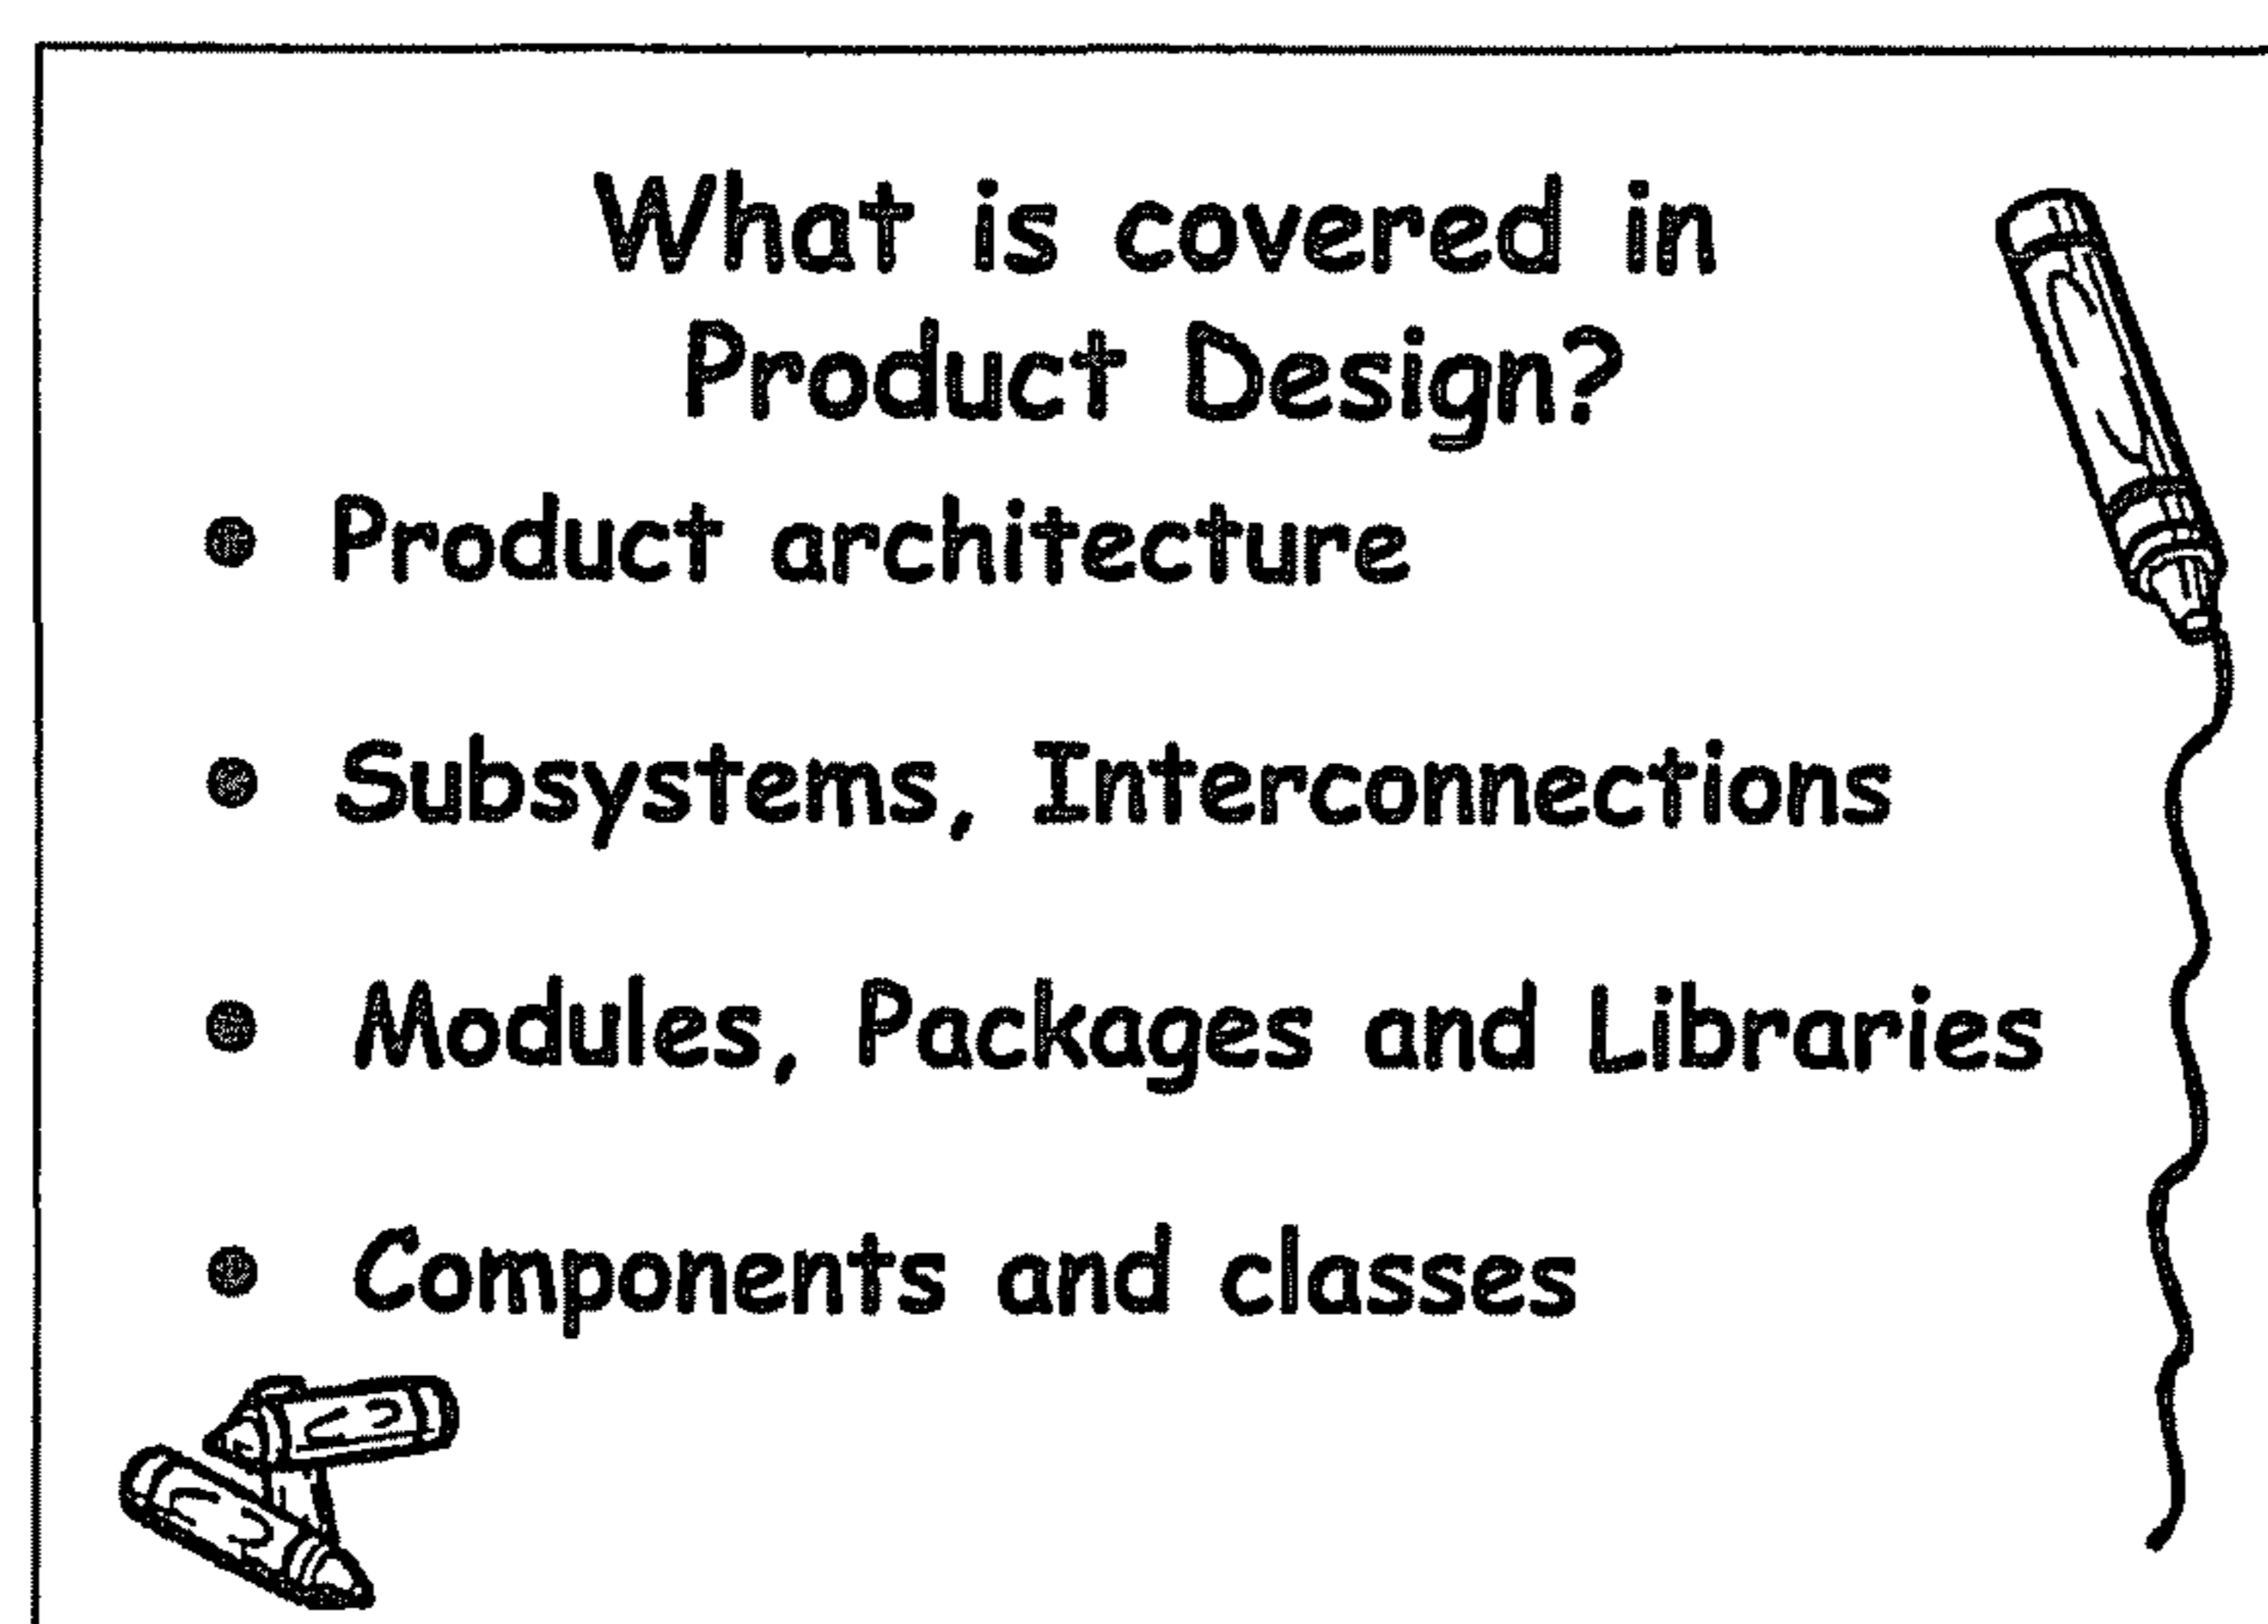 What is covered in
Product Design?
• Product architecture
• Subsystems, Interconnections
• Modules, Packages and Libraries
• Components and classes